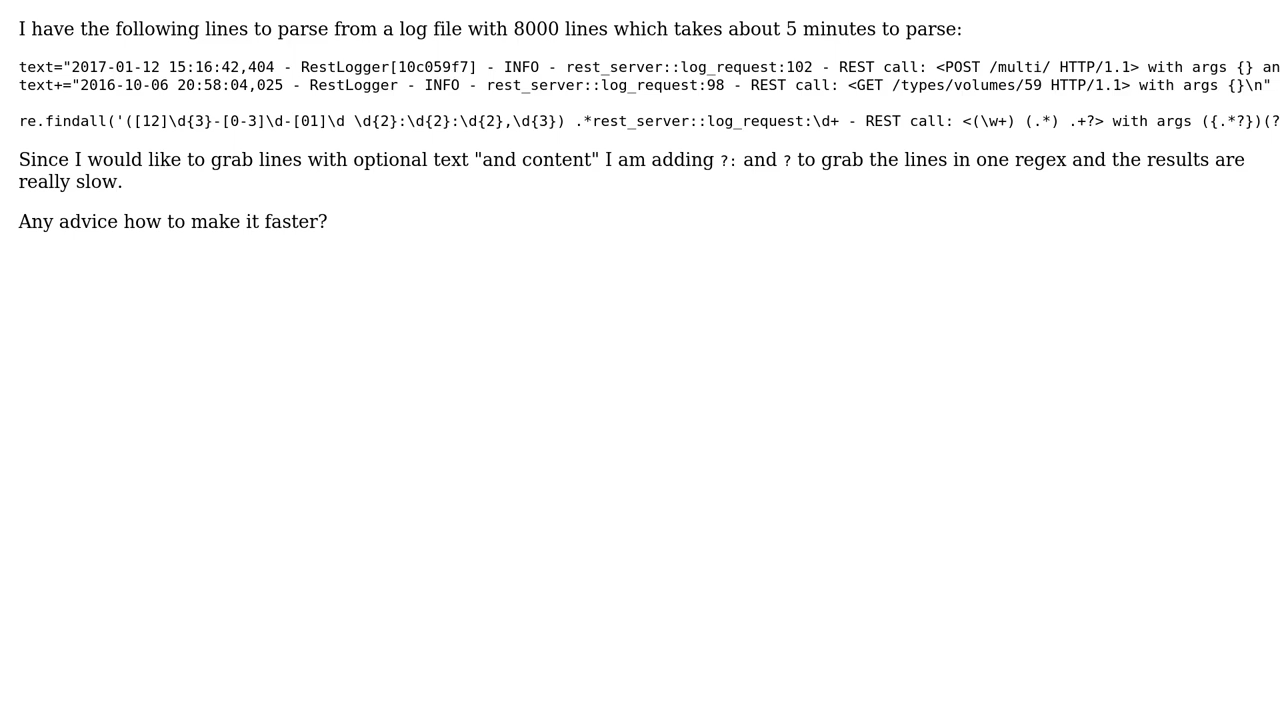 I have the following lines to parse from a log file with 8000 lines which takes about 5 minutes to parse:
text="2017-01-12 15:16:42,404 - RestLogger[10c059f7] - INFO - rest_server::log_request:102 - REST call: <POST /multi/ HTTP/1.1> with args {} an
text+="2016-10-06 20:58:04,025 - RestLogger - INFO - rest_server::log_request:98 - REST call: <GET /types/volumes/59 HTTP/1.1> with args {}\n"
re.findall('([12]\d{3}-[0-3]\d-[01]\d \d{2}:\d{2}:\d{2},\d{3}) .*rest_server::log_request:\d+ - REST call: <(\w+) (.*) .+?> with args ({.*?})(?
Since I would like to grab lines with optional text "and content" I am adding ?: and ? to grab the lines in one regex and the results are
really slow.
Any advice how to make it faster?